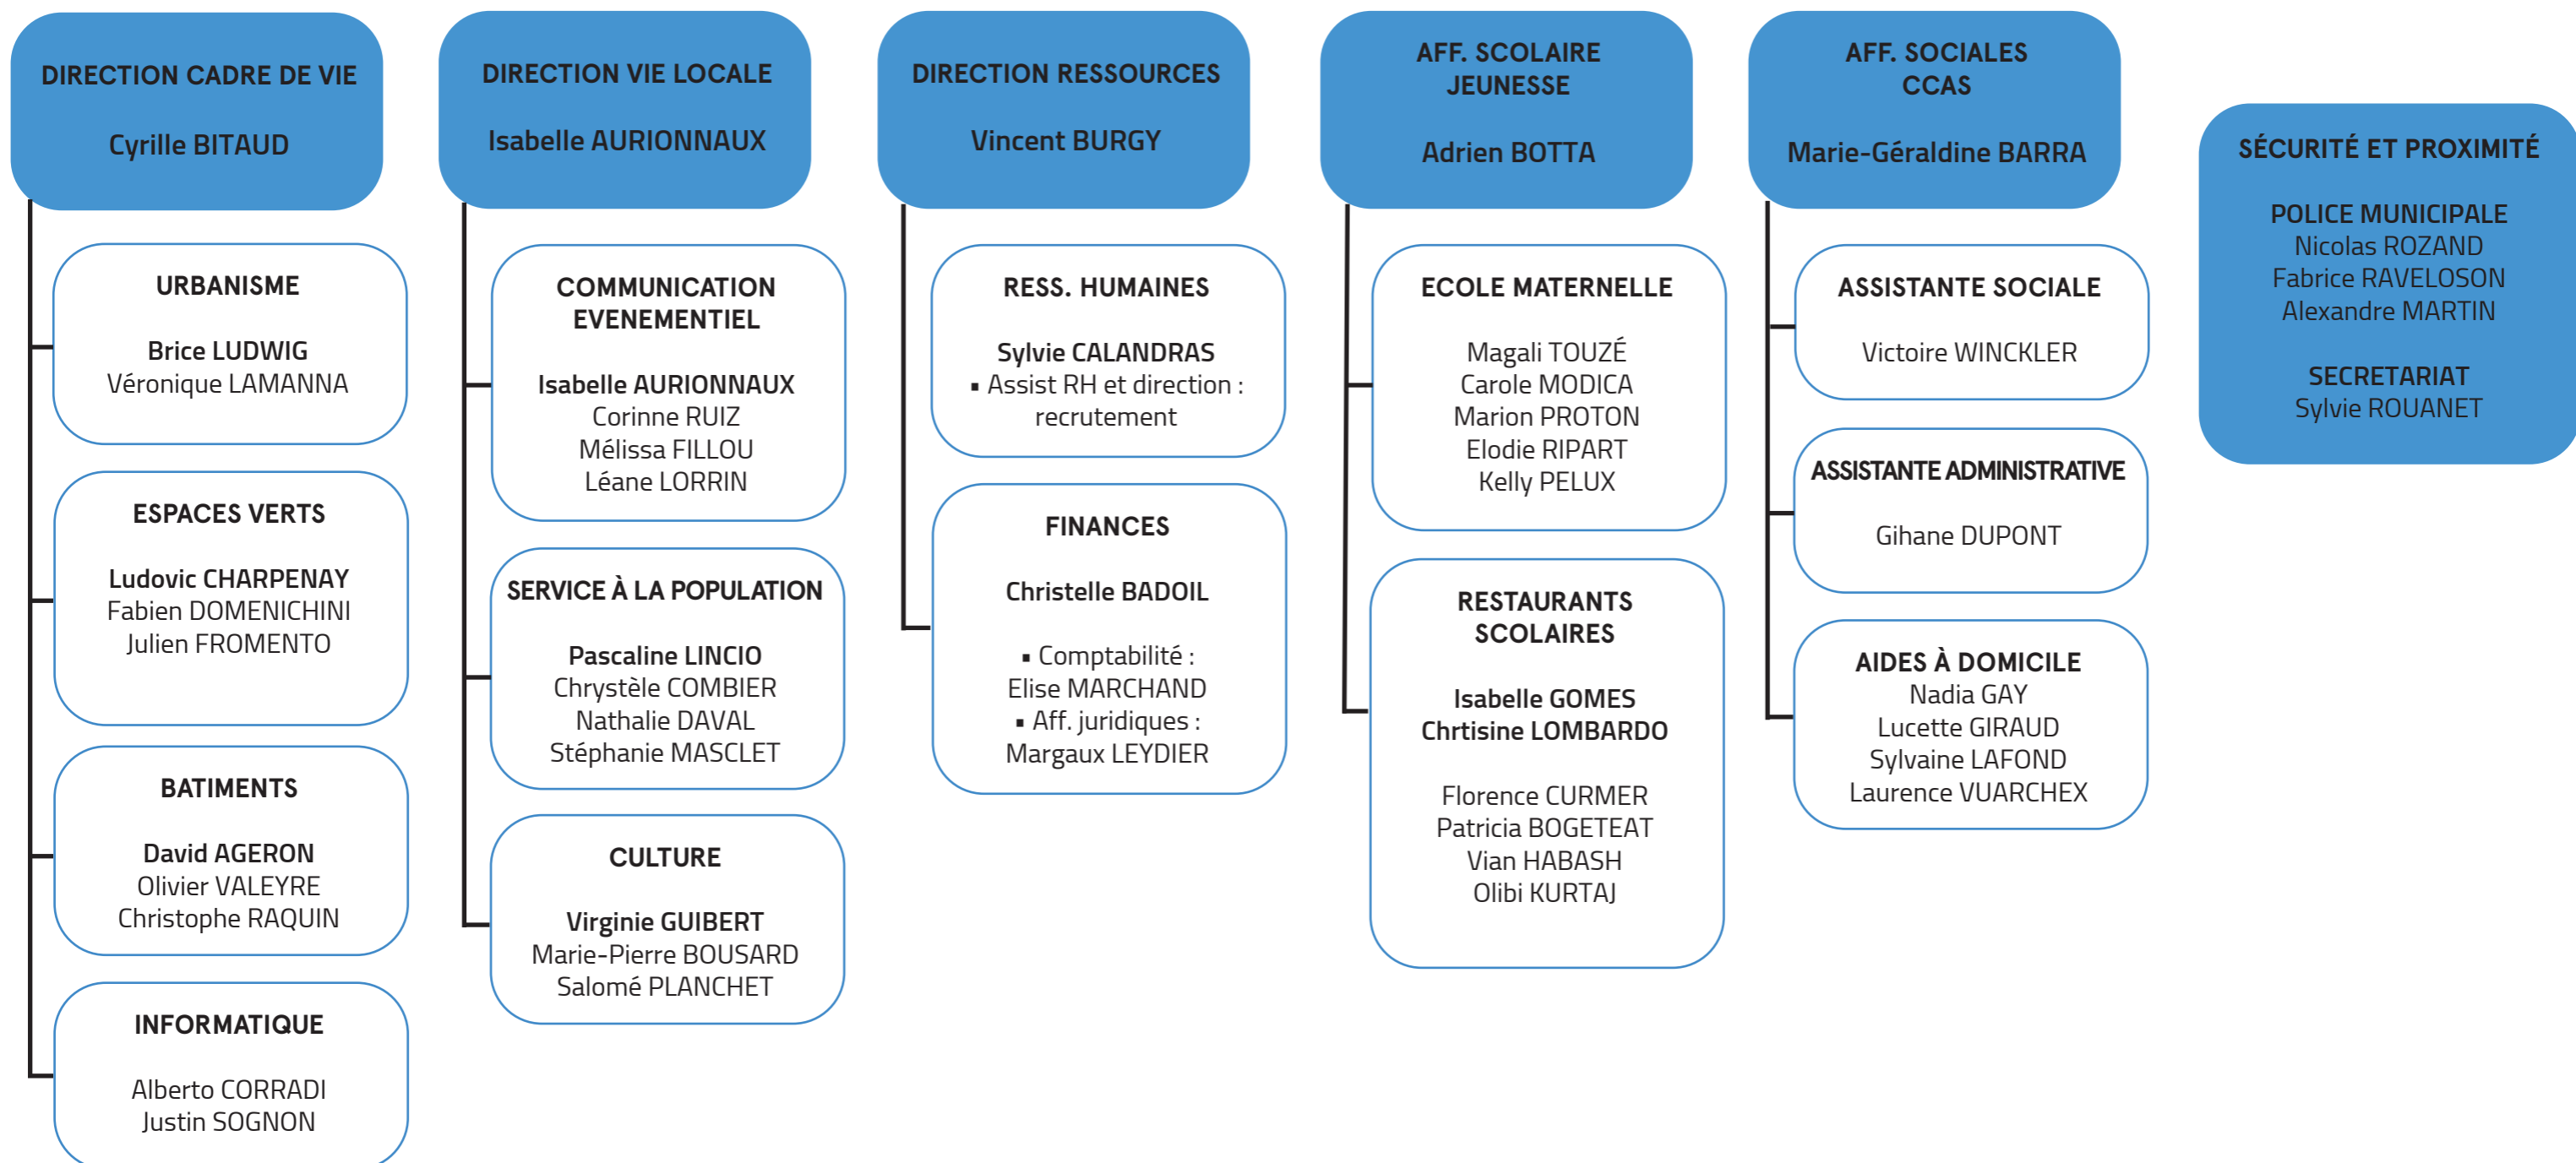 DIRECTION CADRE DE VIE
Cyrille BITAUD
URBANISME
Brice LUDWIG
Véronique LAMANNA
ESPACES VERTS
Ludovic CHARPENAY
Fabien DOMENICHINI
Julien FROMENTO
BATIMENTS
David AGERON
Olivier VALEYRE
Christophe RAQUIN
INFORMATIQUE
Alberto CORRADI
Justin SOGNON
DIRECTION VIE LOCALE
Isabelle AURIONNAUX
COMMUNICATION
EVENEMENTIEL
Isabelle AURIONNAUX
Corinne RUIZ
Mélissa FILLOU
Léane LORRIN
SERVICE À LA POPULATION
Pascaline LINCIO
Chrystèle COMBIER
Nathalie DAVAL
Stéphanie MASCLET
CULTURE
Virginie GUIBERT
Marie-Pierre BOUSARD
Salomé PLANCHET
DIRECTION RESSOURCES
Vincent BURGY
RESS. HUMAINES
Sylvie CALANDRAS
▪ Assist RH et direction :
recrutement
FINANCES
Christelle BADOIL
▪ Comptabilité :
Elise MARCHAND
▪ Aff. juridiques :
Margaux LEYDIER
AFF. SCOLAIRE
JEUNESSE
Adrien BOTTA
ECOLE MATERNELLE
Magali TOUZÉ
Carole MODICA
Marion PROTON
Elodie RIPART
Kelly PELUX
RESTAURANTS
SCOLAIRES
Isabelle GOMES
Chrtisine LOMBARDO
Florence CURMER
Patricia BOGETEAT
Vian HABASH
Olibi KURTAJ
AFF. SOCIALES
CCAS
Marie-Géraldine BARRA
ASSISTANTE SOCIALE
Victoire WINCKLER
ASSISTANTE ADMINISTRATIVE
Gihane DUPONT
AIDES À DOMICILE
Nadia GAY
Lucette GIRAUD
Sylvaine LAFOND
Laurence VUARCHEX
SÉCURITÉ ET PROXIMITÉ
POLICE MUNICIPALE
Nicolas ROZAND
Fabrice RAVELOSON
Alexandre MARTIN
SECRETARIAT
Sylvie ROUANET